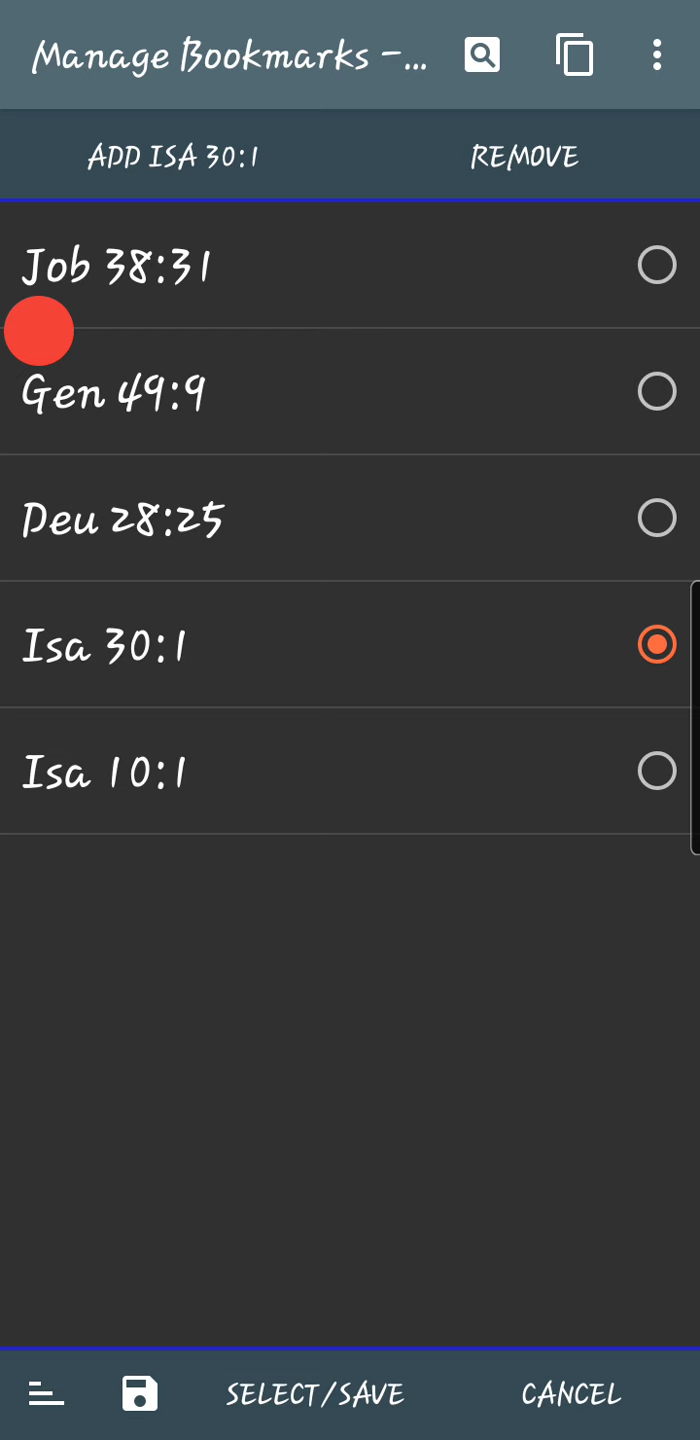 Manage Bookmarks –...
ADD ISA 30:1
REMOVE
Job 38:31
Gen 49:9
Deu 28:25
Isa 30:1
Isa 10:1
SELECT/SAVE
CANCEL